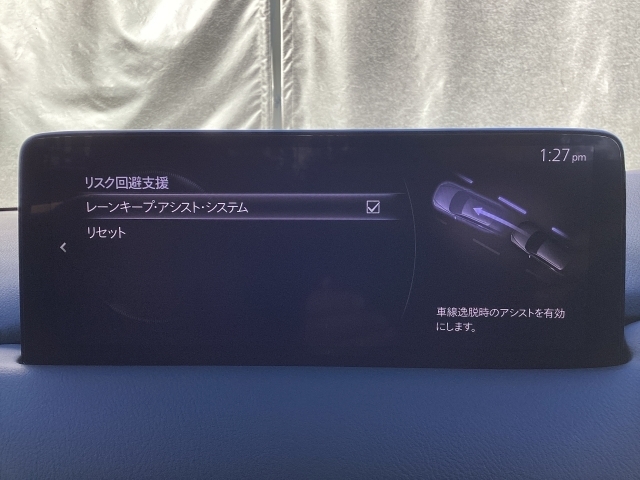 1:27 pm
リスク回避支援
レーンキープ・アシスト・システム
リセット
車線逸脱時のアシストを有効
にします。